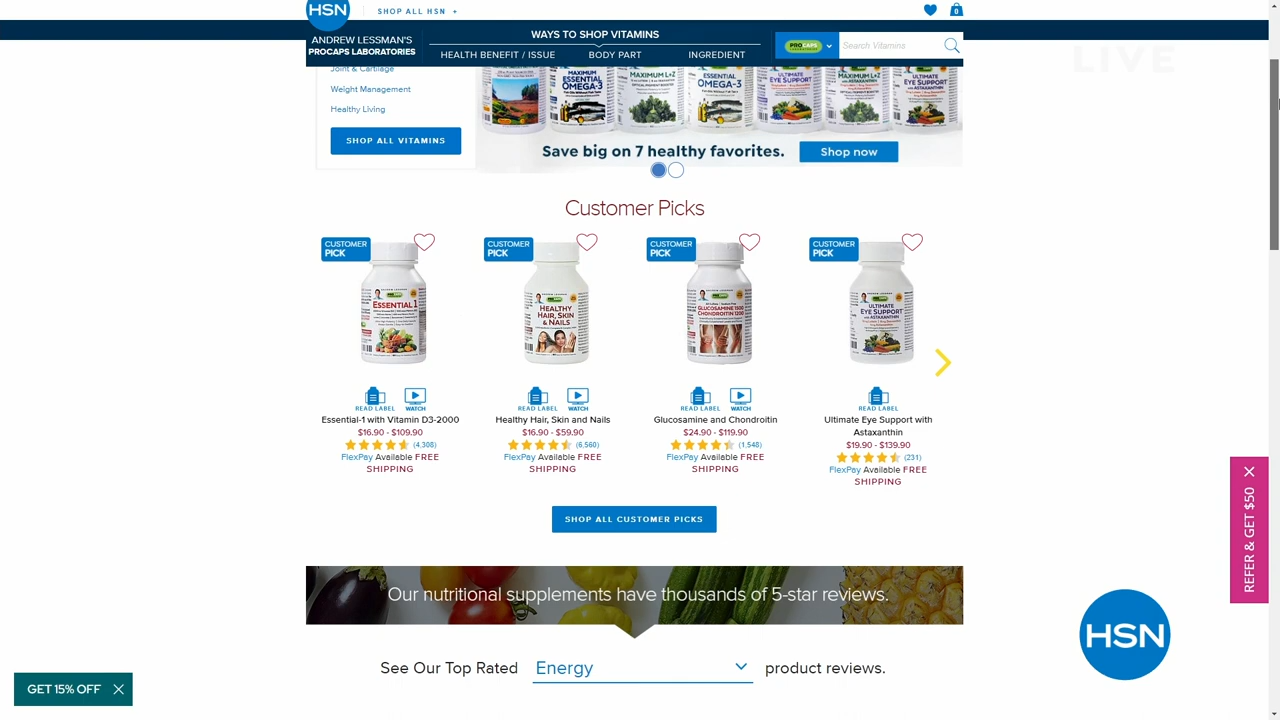 HSN
SHOP ALL HSN +
0
ANDREW LESSMAN'S
PROCAPS LABORATORIES
WAYS TO SHOP VITAMINS
HEALTH BENEFIT / ISSUE
BODY PART
INGREDIENT
PROCAPS
Search Vitamins
LIVE
Joint & Cartilage
Weight Management
Healthy Living
SHOP ALL VITAMINS
MAXIMUM
ESSENTIAL
OMEGA-3
MAXIMUM
L+Z
ESSENTIAL
OMEGA-3
ULTIMATE
EYE SUPPORT
MAXIMUM L+Z
WITH ASTAXANTHIN
ULTIMATE
EYE SUPPORT
WITH ASTAXANTHIN
Save big on 7 healthy favorites.
Shop now
Customer Picks
CUSTOMER
PICK
CUSTOMER
PICK
CUSTOMER
PICK
CUSTOMER
PICK
ESSENTIAL 1
HEALTHY
HAIR, SKIN
& NAILS
GLUCOSAMINE 1500
CHONDROITIN 1200
ULTIMATE
EYE SUPPORT
WITH ASTAXANTHIN
READ LABEL
WATCH
READ LABEL
WATCH
READ LABEL
WATCH
READ LABEL
Essential-1 with Vitamin D3-2000
$16.90 - $109.90
(4,308)
FlexPay Available FREE
SHIPPING
Healthy Hair, Skin and Nails
$16.90 - $59.90
(6,560)
FlexPay Available FREE
SHIPPING
Glucosamine and Chondroitin
$24.90 - $119.90
(1,548)
FlexPay Available FREE
SHIPPING
Ultimate Eye Support with
Astaxanthin
$19.90 - $139.90
(231)
FlexPay Available FREE
SHIPPING
SHOP ALL CUSTOMER PICKS
Our nutritional supplements have thousands of 5-star reviews.
See Our Top Rated Energy product reviews.
REFER & GET $50
HSN
GET 15% OFF